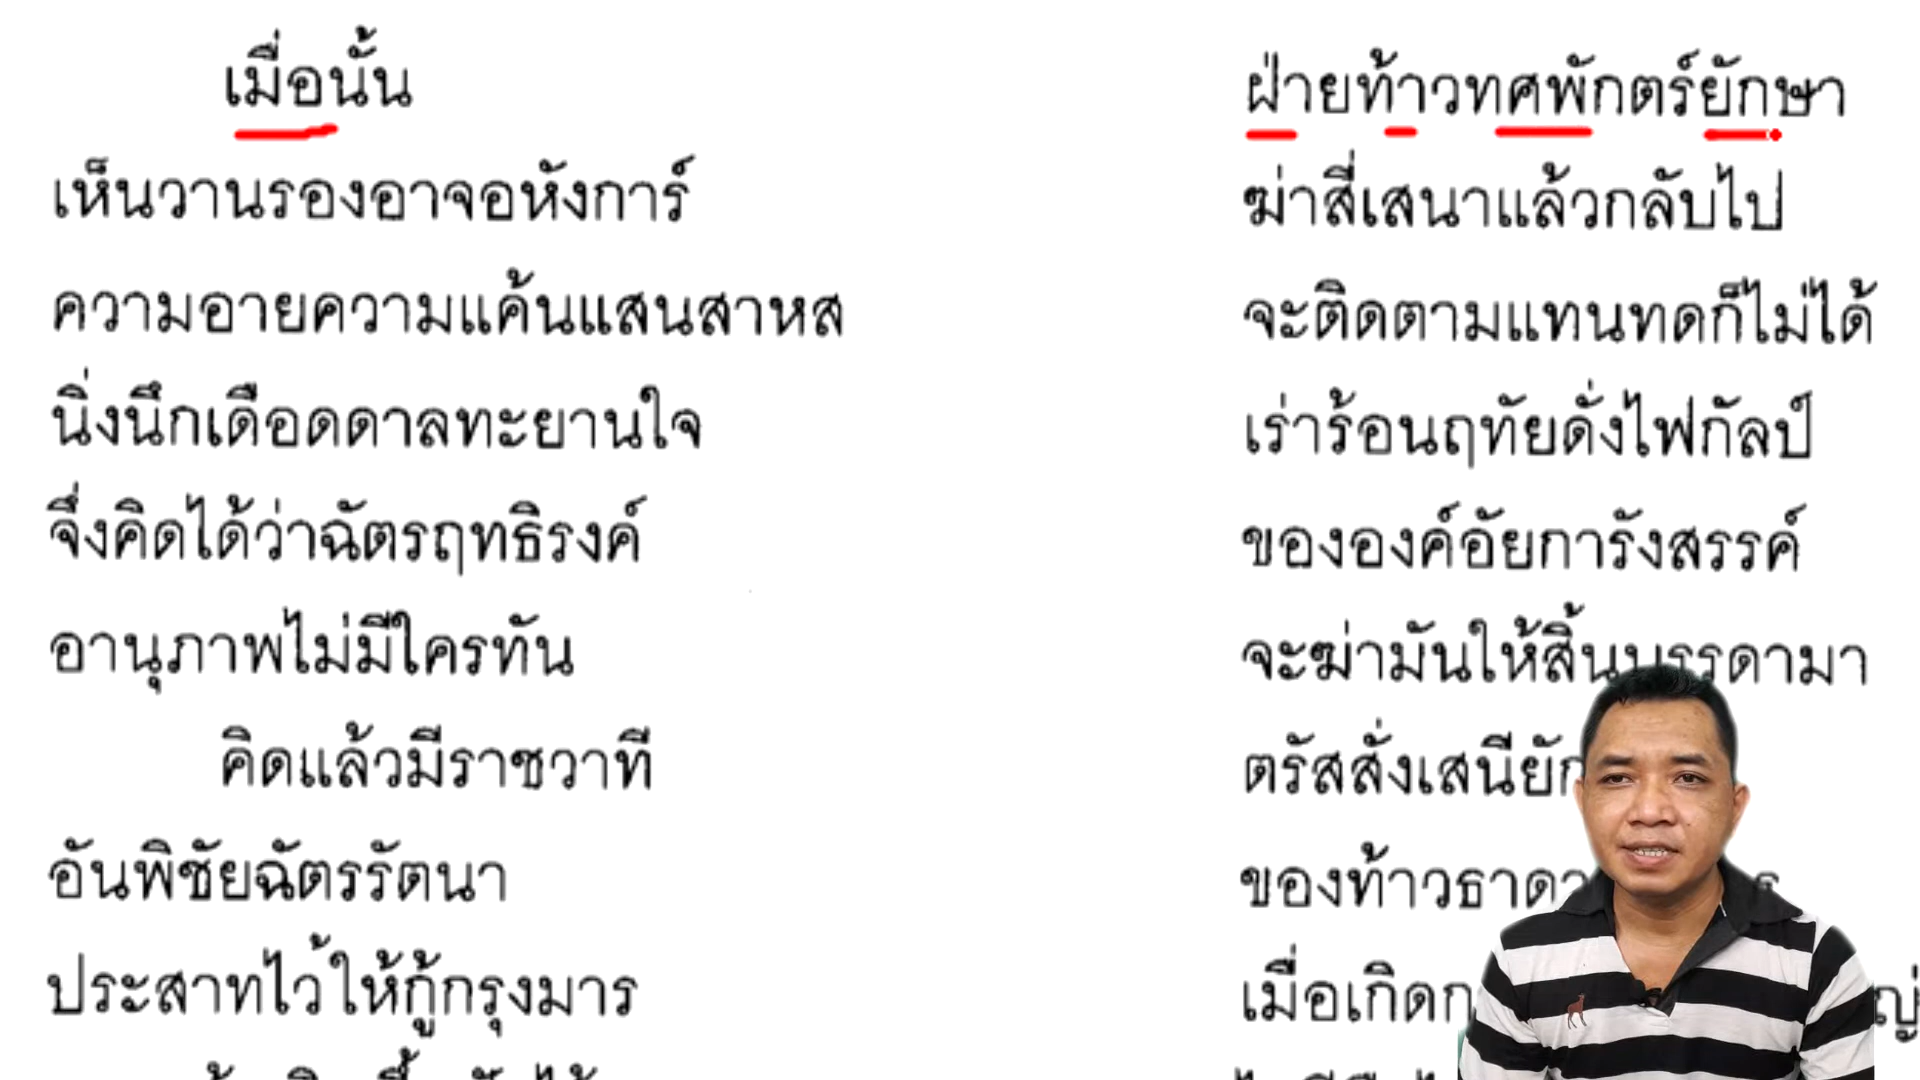 เมื่อนั้น ฝ่ายท้าวทศพักตร์ยักษา
เห็นวานรองอาจอหังการ์ ฆ่าสี่เสนาแล้วกลับไป
ความอายความแค้นแสนสาหส จะติดตามแทนทดก็ไม่ได้
นิ่งนึกเดือดดาลทะยานใจ เร่าร้อนฤทัยดั่งไฟกัลป์
จึ่งคิดได้ว่าฉัตรฤทธิรงค์ ขององค์อัยการังสรรค์
อานุภาพไม่มีใครทัน จะฆ่ามันให้สิ้นบรรดามา
คิดแล้วมีราชวาที ตรัสสั่งเสนี
อันพิชัยฉัตรรัตนา ของท้าวธาดา
ประสาทไว้ให้กู้กรุงมาร เมื่อเกิด